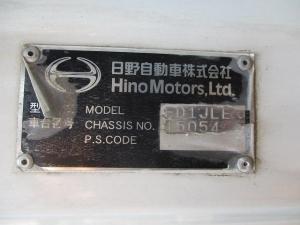 日野自動車株式会社
Hino Motors, Ltd.
型
MODEL
車台番号 CHASSIS NO.
P.S.CODE